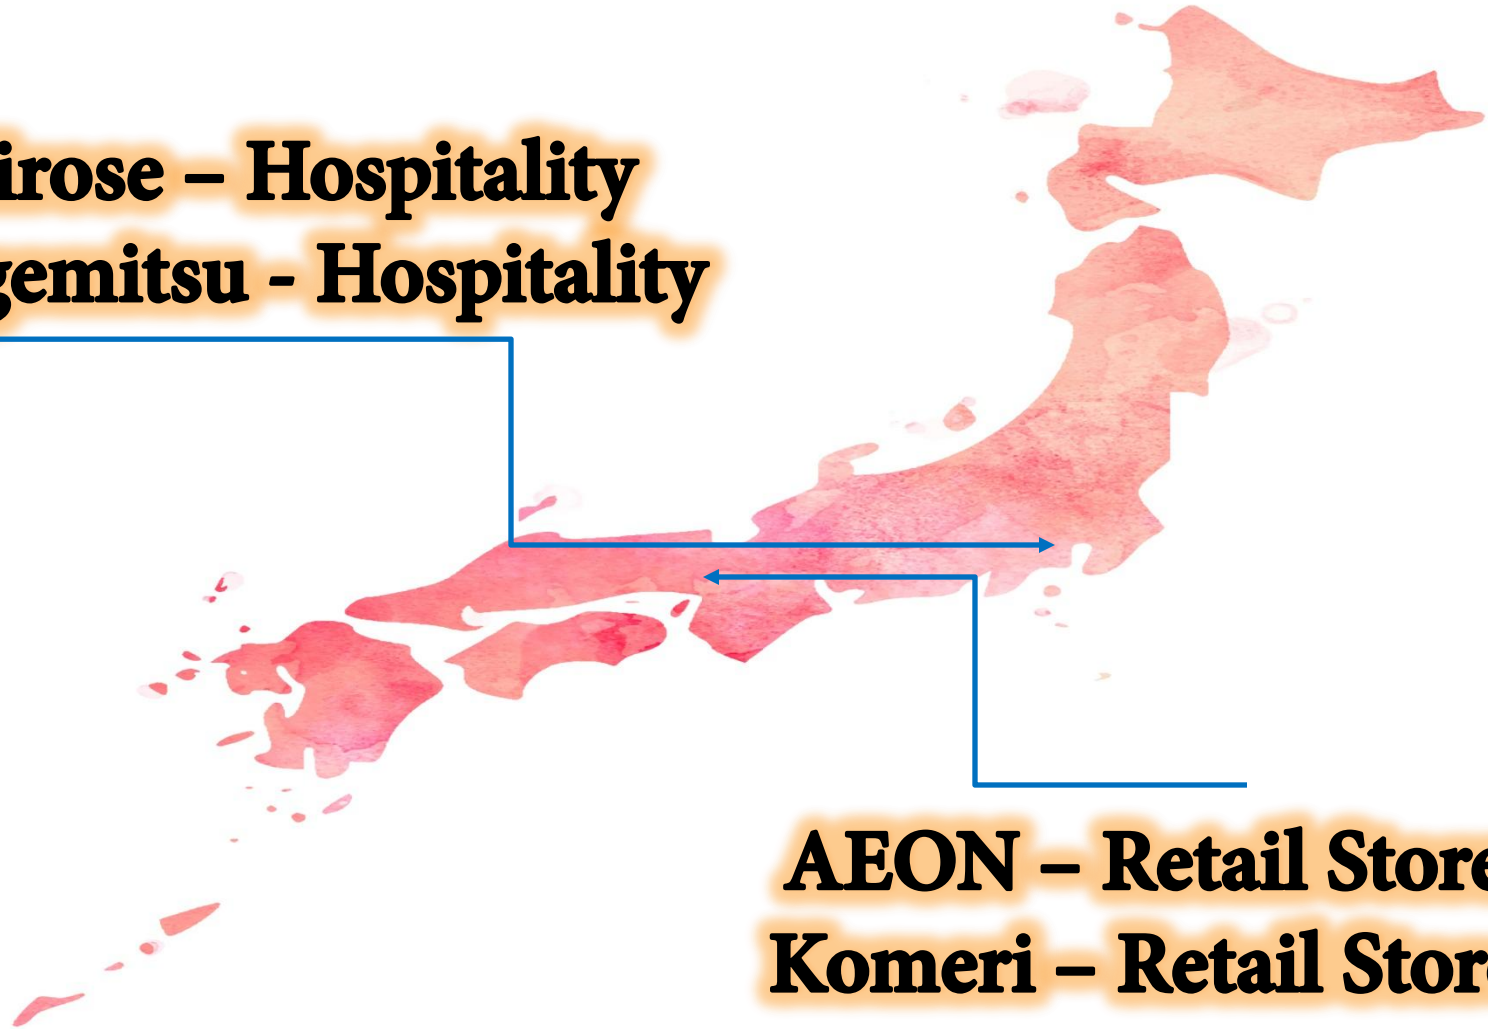 irose – Hospitality
gemitsu - Hospitality
AEON – Retail Store
Komeri – Retail Store